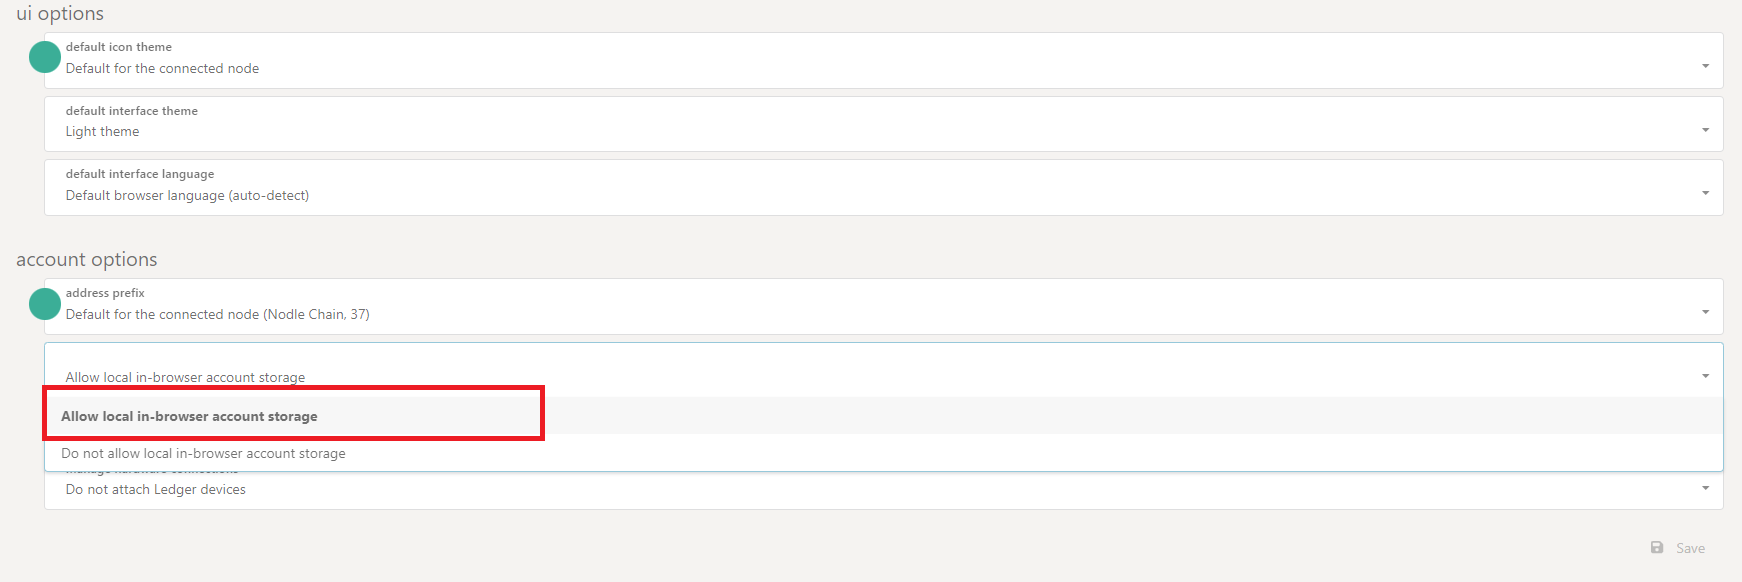 ui options
default icon theme
Default for the connected node
default interface theme
Light theme
default interface language
Default browser language (auto-detect)
account options
address prefix
Default for the connected node (Nodle Chain, 37)
Allow local in-browser account storage
Allow local in-browser account storage
Do not allow local in-browser account storage
manage hardware connections
Do not attach Ledger devices
Save